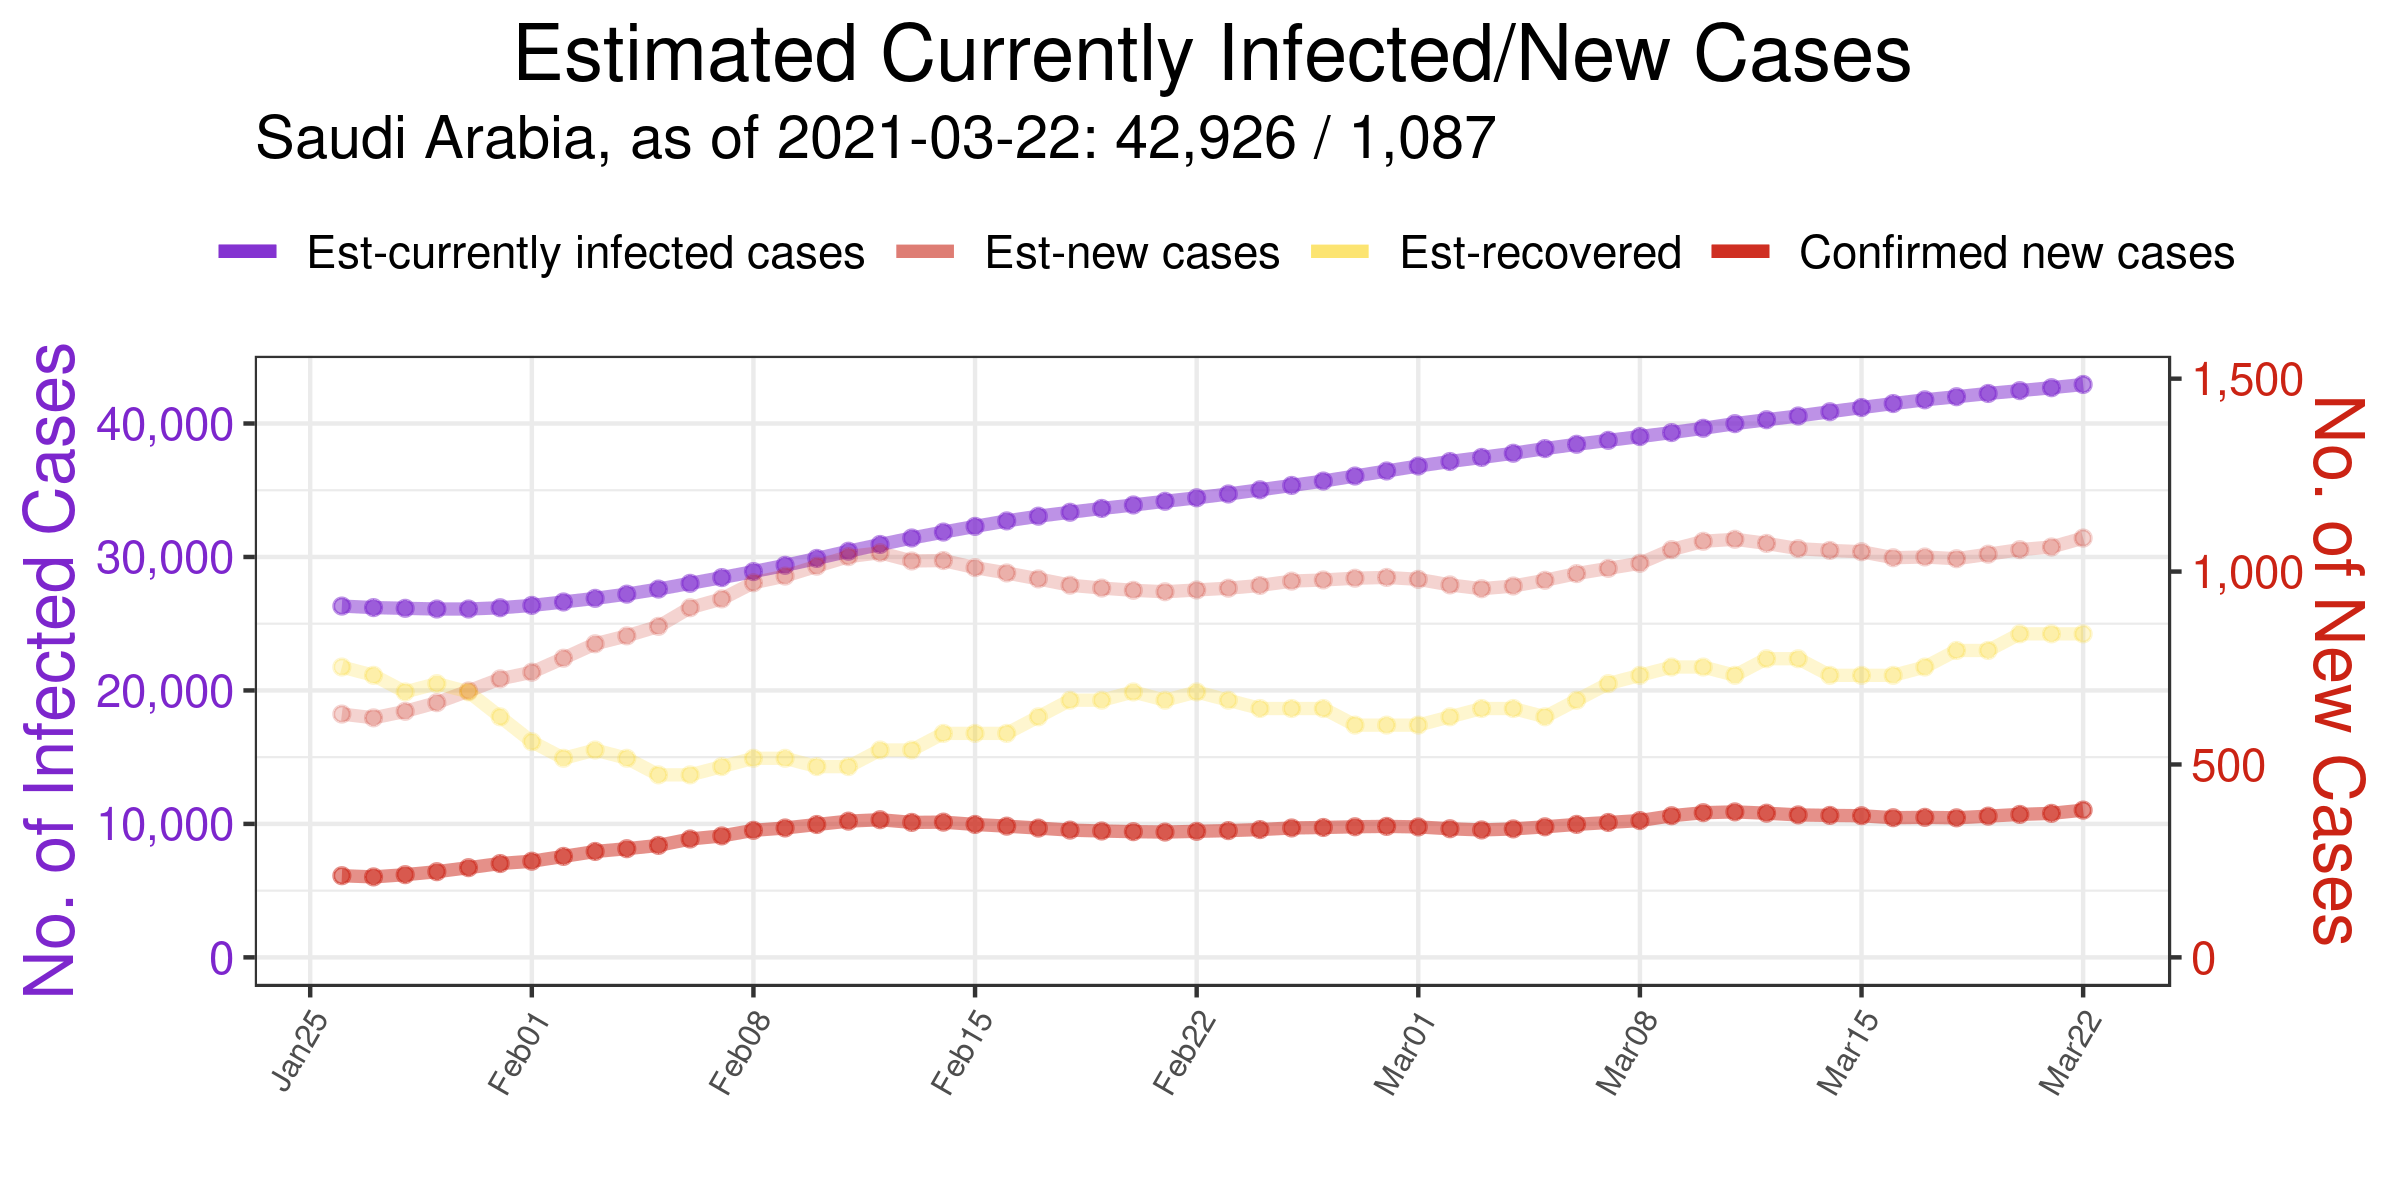 Estimated Currently Infected/New Cases
Saudi Arabia, as of 2021-03-22: 42,926 / 1,087
Est-currently infected cases Est-new cases Est-recovered Confirmed new cases
No. of Infected Cases
40,000
30,000
20,000
10,000
0
1,500
1,000
500
0
No. of New Cases
Jan25 Feb01 Feb08 Feb15 Feb22 Mar01 Mar08 Mar15 Mar22